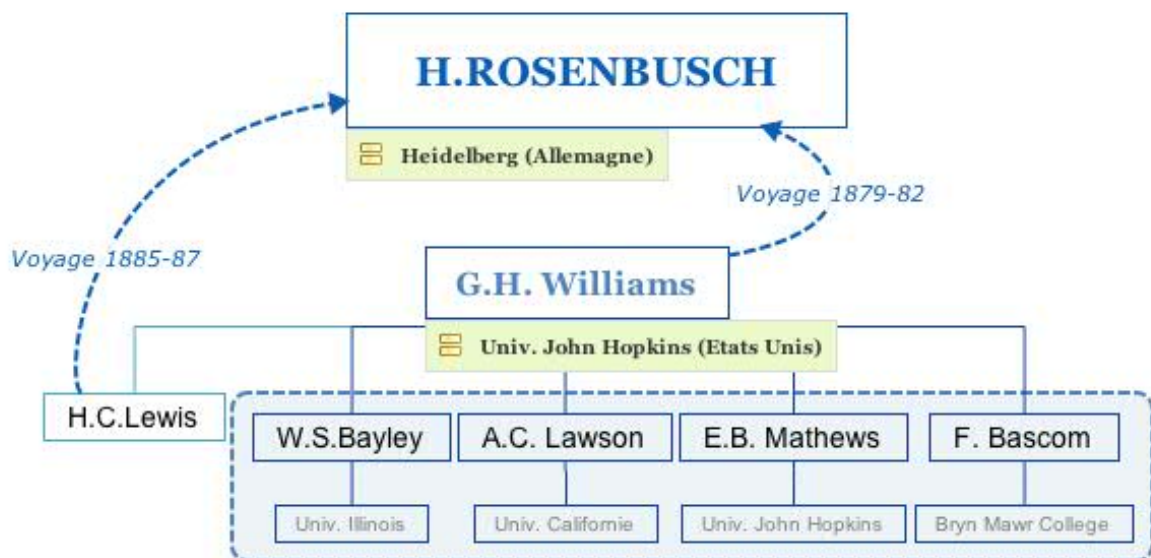 H.ROSENBUSCH
Heidelberg (Allemagne)
Voyage 1879-82
Voyage 1885-87
G.H. Williams
Univ. John Hopkins (Etats Unis)
H.C.Lewis
W.S.Bayley
A.C. Lawson
E.B. Mathews
F. Bascom
Univ. Illinois
Univ. Californie
Univ. John Hopkins
Bryn Mawr College